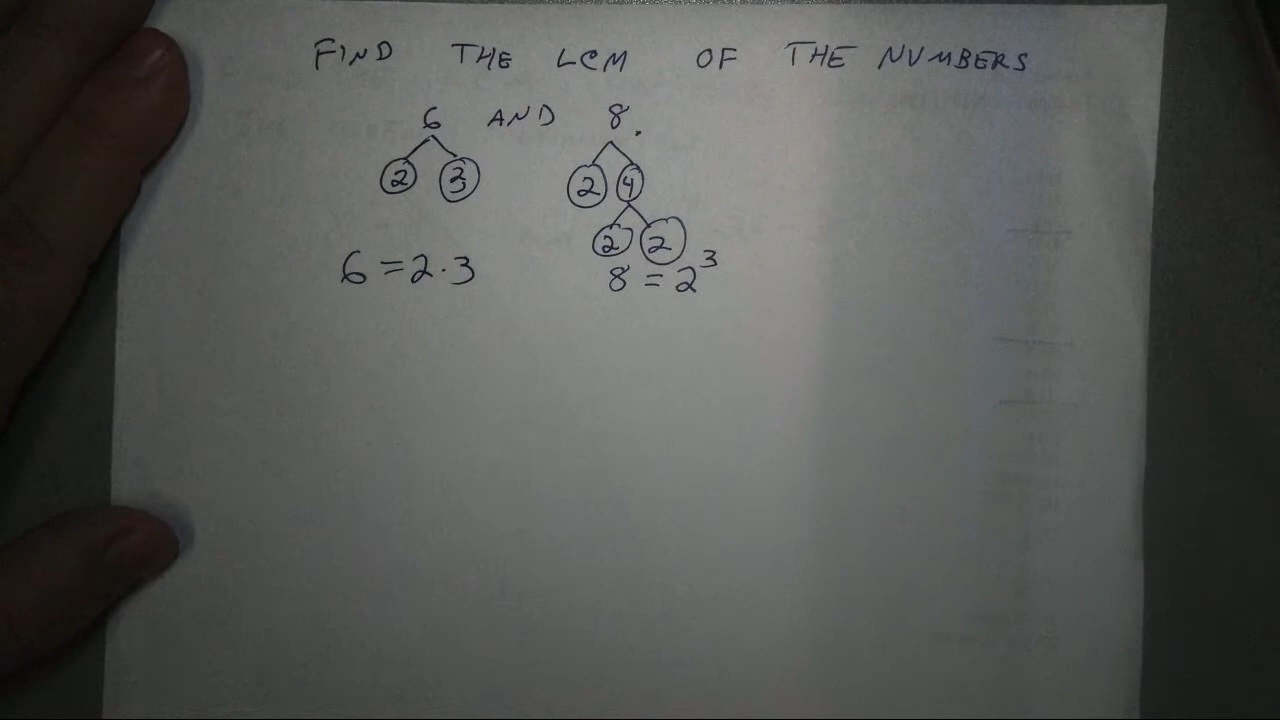 FIND THE LCM OF THE NUMBERS
6 AND 8.
2 3 2 4
2 2
6 = 2 · 3 8 = 2³